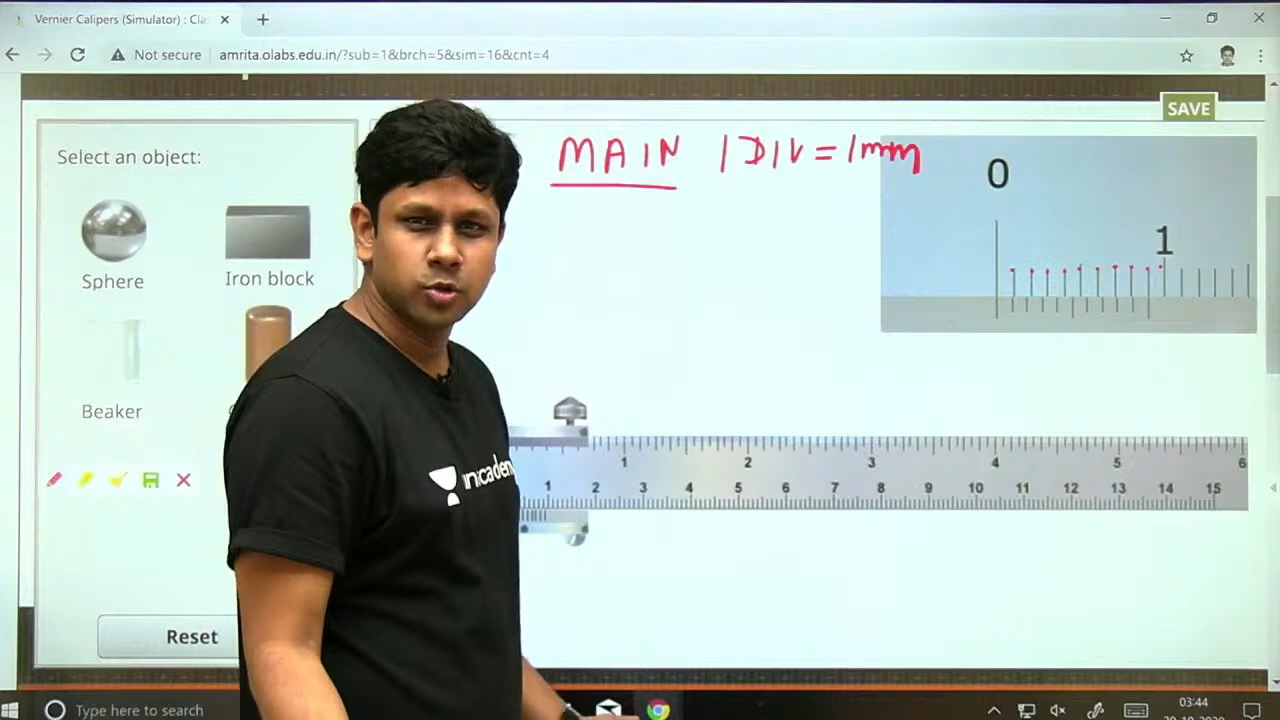 Vernier Calipers (Simulator) : Cla
Not secure
amrita.olabs.edu.in/?sub=1&brch=5&sim=16&cnt=4
SAVE
Select an object:
MAIN 1 DIV = 1mm
0
1
Sphere
Iron block
Beaker
unacademy
1 2 3 4 5 6
1 2 3 4 5 6 7 8 9 10 11 12 13 14 15
Reset
Type here to search
03:44